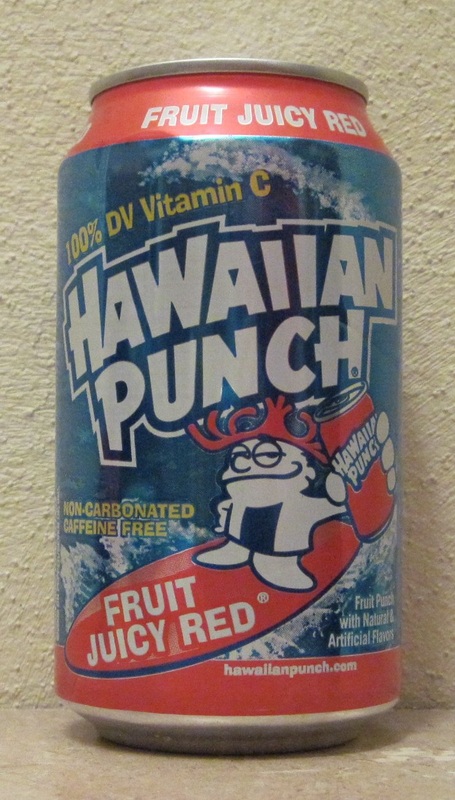 FRUIT JUICY RED
100% DV Vitamin C
HAWAIIAN
PUNCH®
HAWAIIAN
PUNCH
NON-CARBONATED
CAFFEINE FREE
FRUIT
JUICY RED®
Fruit Punch
with Natural &
Artificial Flavors
hawaiianpunch.com